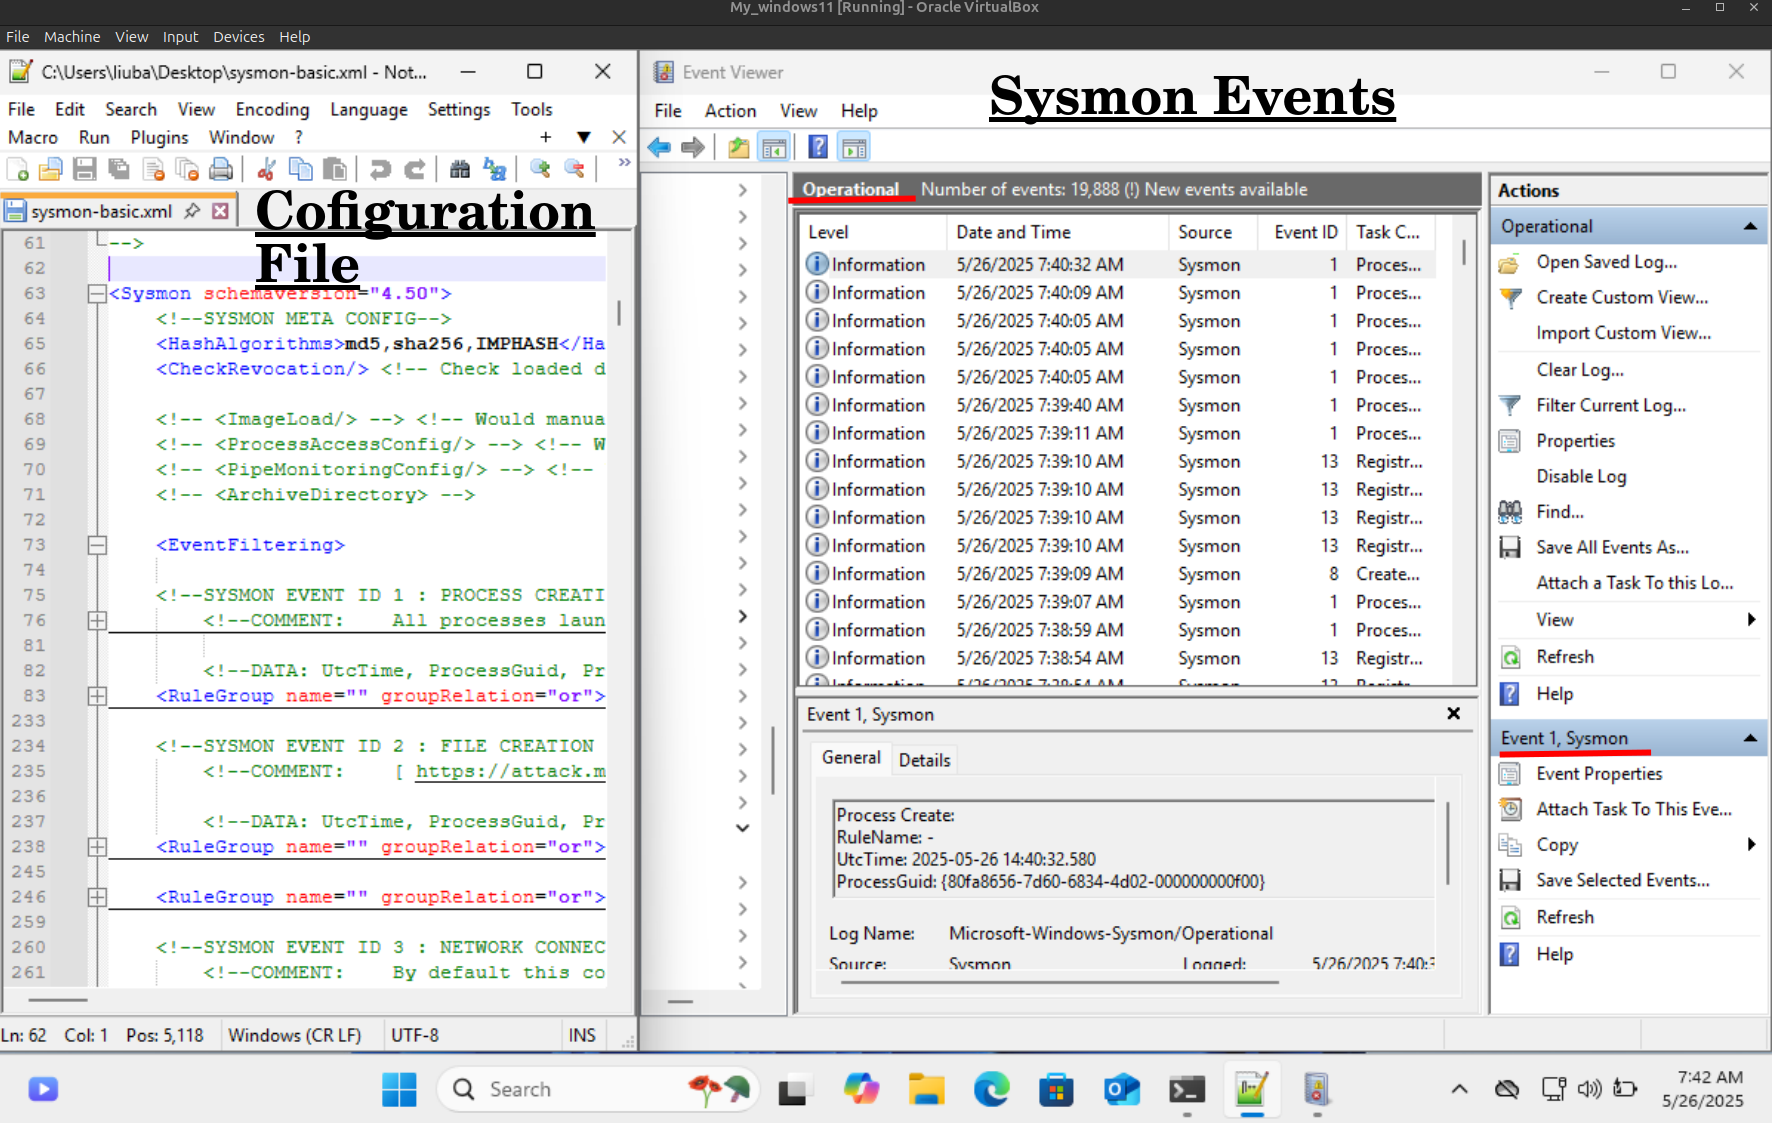 My_windows11 [Running] - Oracle VirtualBox
File Machine View Input Devices Help
C:\Users\liuba\Desktop\sysmon-basic.xml - Not...
File Edit Search View Encoding Language Settings Tools
Macro Run Plugins Window ?
sysmon-basic.xml
Cofiguration
File
61 -->
62
63 <Sysmon schemaversion="4.50">
64 <!--SYSMON META CONFIG-->
65 <HashAlgorithms>md5,sha256,IMPHASH</Ha
66 <CheckRevocation/> <!-- Check loaded d
67
68 <!-- <ImageLoad/> --> <!-- Would manua
69 <!-- <ProcessAccessConfig/> --> <!-- W
70 <!-- <PipeMonitoringConfig/> --> <!--
71 <!-- <ArchiveDirectory> -->
72
73 <EventFiltering>
74
75 <!--SYSMON EVENT ID 1 : PROCESS CREATI
76 <!--COMMENT: All processes laun
81
82 <!--DATA: UtcTime, ProcessGuid, Pr
83 <RuleGroup name="" groupRelation="or">
233
234 <!--SYSMON EVENT ID 2 : FILE CREATION
235 <!--COMMENT: [ https://attack.m
236
237 <!--DATA: UtcTime, ProcessGuid, Pr
238 <RuleGroup name="" groupRelation="or">
245
246 <RuleGroup name="" groupRelation="or">
259
260 <!--SYSMON EVENT ID 3 : NETWORK CONNEC
261 <!--COMMENT: By default this co
Ln: 62 Col: 1 Pos: 5,118 Windows (CR LF) UTF-8 INS
Event Viewer
Sysmon Events
File Action View Help
Operational Number of events: 19,888 (!) New events available
Level Date and Time Source Event ID Task C...
Information 5/26/2025 7:40:32 AM Sysmon 1 Proces...
Information 5/26/2025 7:40:09 AM Sysmon 1 Proces...
Information 5/26/2025 7:40:05 AM Sysmon 1 Proces...
Information 5/26/2025 7:40:05 AM Sysmon 1 Proces...
Information 5/26/2025 7:40:05 AM Sysmon 1 Proces...
Information 5/26/2025 7:39:40 AM Sysmon 1 Proces...
Information 5/26/2025 7:39:11 AM Sysmon 1 Proces...
Information 5/26/2025 7:39:10 AM Sysmon 13 Registr...
Information 5/26/2025 7:39:10 AM Sysmon 13 Registr...
Information 5/26/2025 7:39:10 AM Sysmon 13 Registr...
Information 5/26/2025 7:39:10 AM Sysmon 13 Registr...
Information 5/26/2025 7:39:09 AM Sysmon 8 Create...
Information 5/26/2025 7:39:07 AM Sysmon 1 Proces...
Information 5/26/2025 7:38:59 AM Sysmon 1 Proces...
Information 5/26/2025 7:38:54 AM Sysmon 13 Registr...
Information 5/26/2025 7:38:54 AM Sysmon 13 Registr...
Event 1, Sysmon
General Details
Process Create:
RuleName: -
UtcTime: 2025-05-26 14:40:32.580
ProcessGuid: {80fa8656-7d60-6834-4d02-000000000f00}
Log Name: Microsoft-Windows-Sysmon/Operational
Source: Sysmon Logged: 5/26/2025 7:40:3
Actions
Operational
Open Saved Log...
Create Custom View...
Import Custom View...
Clear Log...
Filter Current Log...
Properties
Disable Log
Find...
Save All Events As...
Attach a Task To this Lo...
View
Refresh
Help
Event 1, Sysmon
Event Properties
Attach Task To This Eve...
Copy
Save Selected Events...
Refresh
Help
Search
7:42 AM
5/26/2025